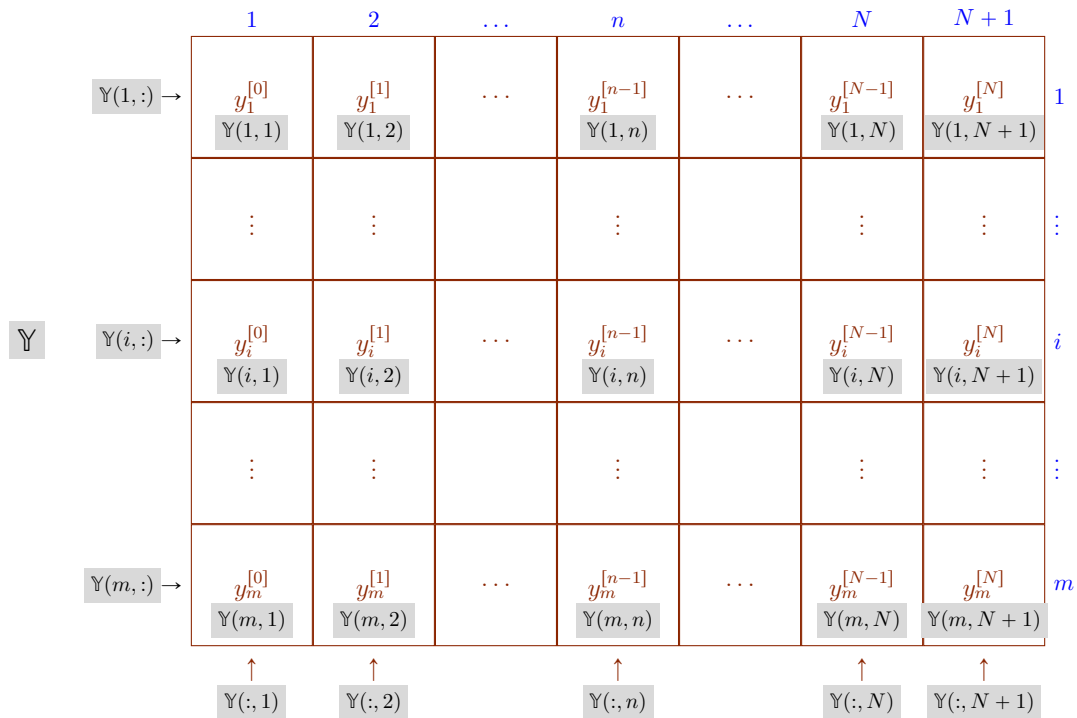 1 2 … n … N N + 1
𝕐(1, :) → y_1^{[0]} y_1^{[1]} ⋯ y_1^{[n−1]} ⋯ y_1^{[N−1]} y_1^{[N]} 1
𝕐(1, 1) 𝕐(1, 2) 𝕐(1, n) 𝕐(1, N) 𝕐(1, N + 1)
⋮ ⋮ ⋮ ⋮ ⋮ ⋮
𝕐 𝕐(i, :) → y_i^{[0]} y_i^{[1]} ⋯ y_i^{[n−1]} ⋯ y_i^{[N−1]} y_i^{[N]} i
𝕐(i, 1) 𝕐(i, 2) 𝕐(i, n) 𝕐(i, N) 𝕐(i, N + 1)
⋮ ⋮ ⋮ ⋮ ⋮ ⋮
𝕐(m, :) → y_m^{[0]} y_m^{[1]} ⋯ y_m^{[n−1]} ⋯ y_m^{[N−1]} y_m^{[N]} m
𝕐(m, 1) 𝕐(m, 2) 𝕐(m, n) 𝕐(m, N) 𝕐(m, N + 1)
↑ ↑ ↑ ↑ ↑
𝕐(:, 1) 𝕐(:, 2) 𝕐(:, n) 𝕐(:, N) 𝕐(:, N + 1)